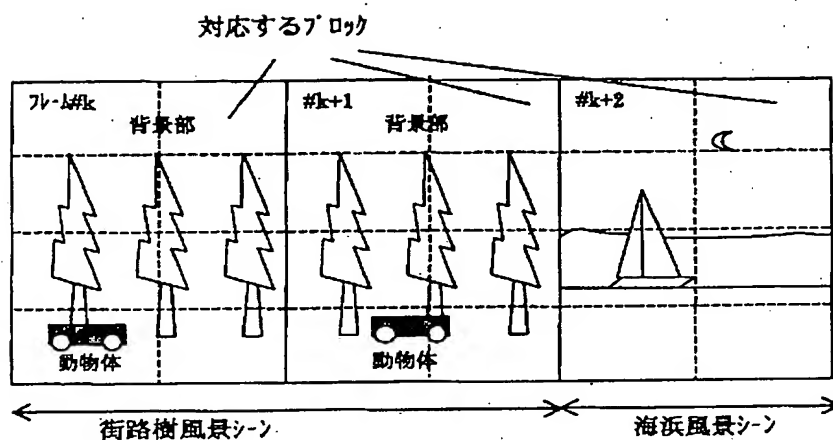 対応するブロック
フレーム#k
#k+1
#k+2
背景部
背景部
動物体
動物体
街路樹風景シーン
海浜風景シーン